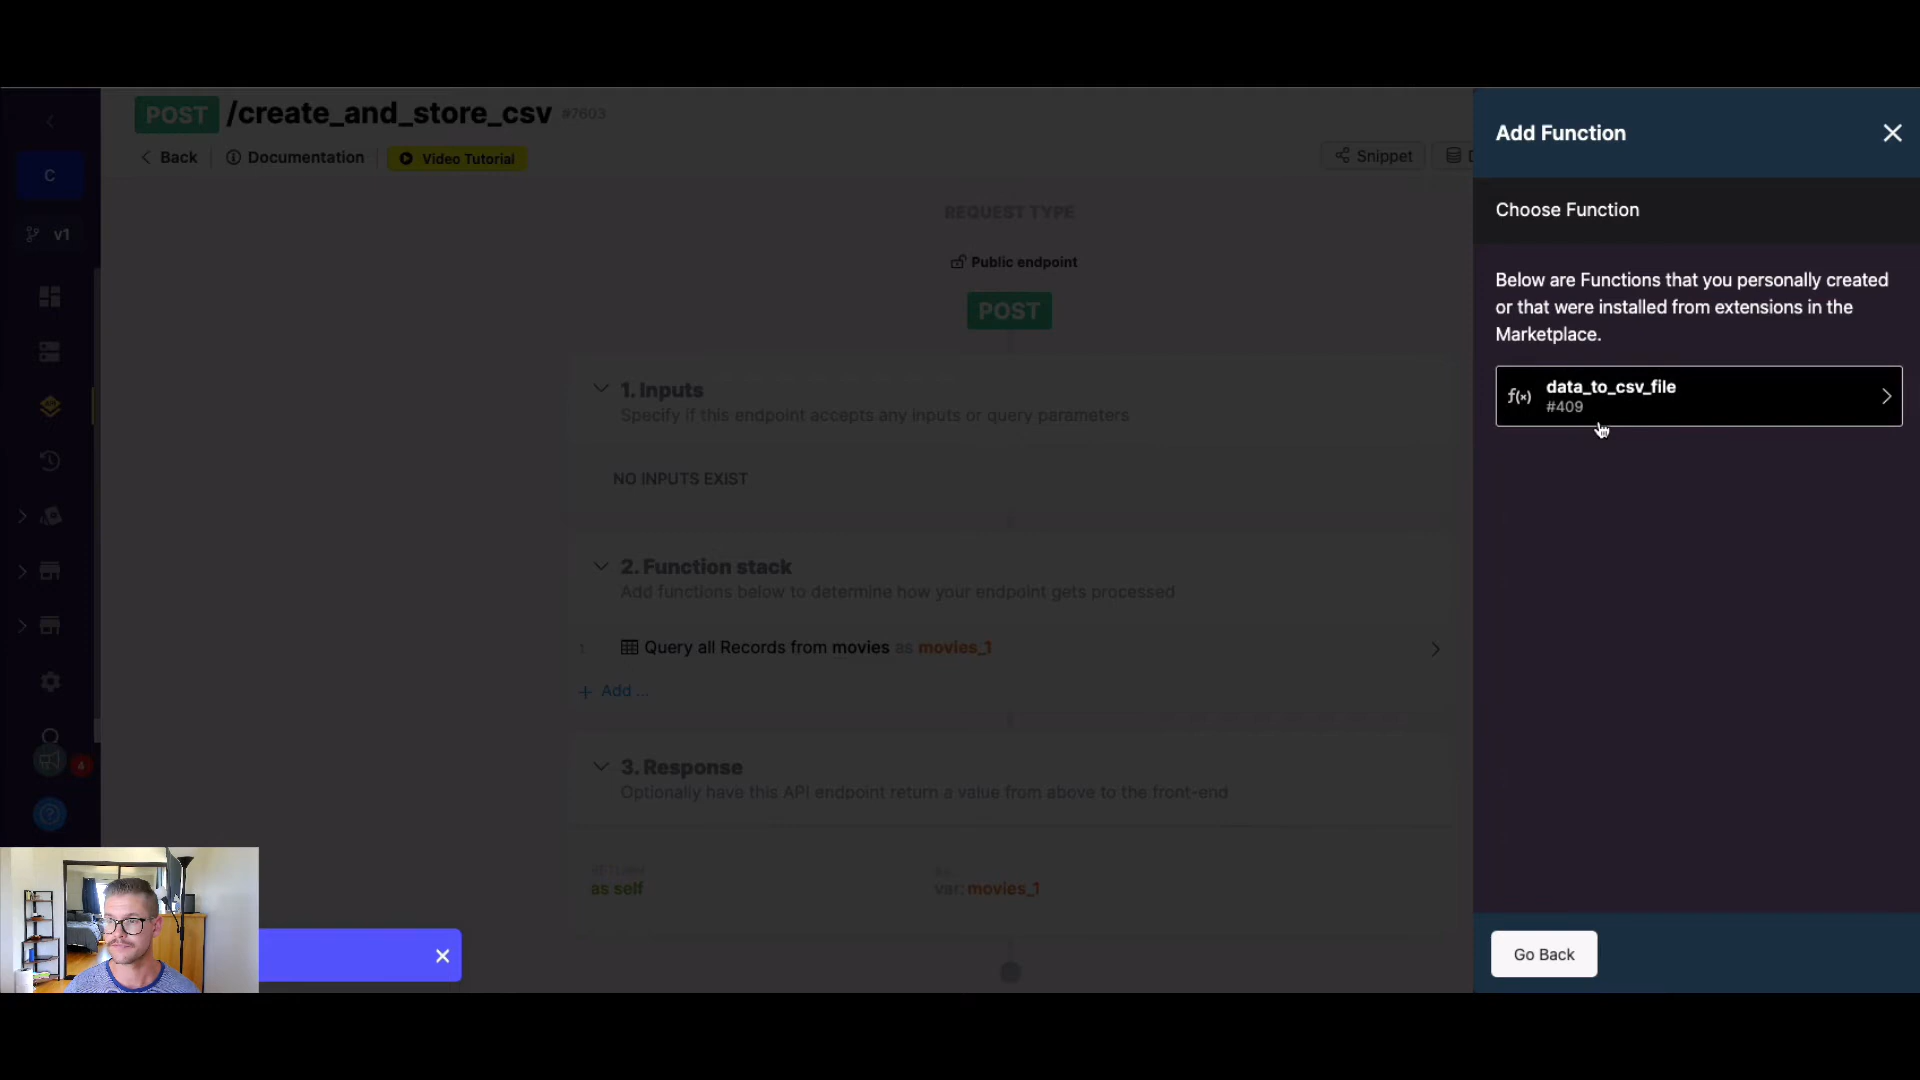 POST /create_and_store_csv #7603
Back
Documentation
Video Tutorial
Snippet
C
v1
REQUEST TYPE
Public endpoint
POST
1. Inputs
Specify if this endpoint accepts any inputs or query parameters
NO INPUTS EXIST
2. Function stack
Add functions below to determine how your endpoint gets processed
1 Query all Records from movies as movies_1
+ Add ...
3. Response
Optionally have this API endpoint return a value from above to the front-end
as self
var: movies_1
4
?
Add Function
Choose Function
Below are Functions that you personally created
or that were installed from extensions in the
Marketplace.
f(x) data_to_csv_file
#409
Go Back